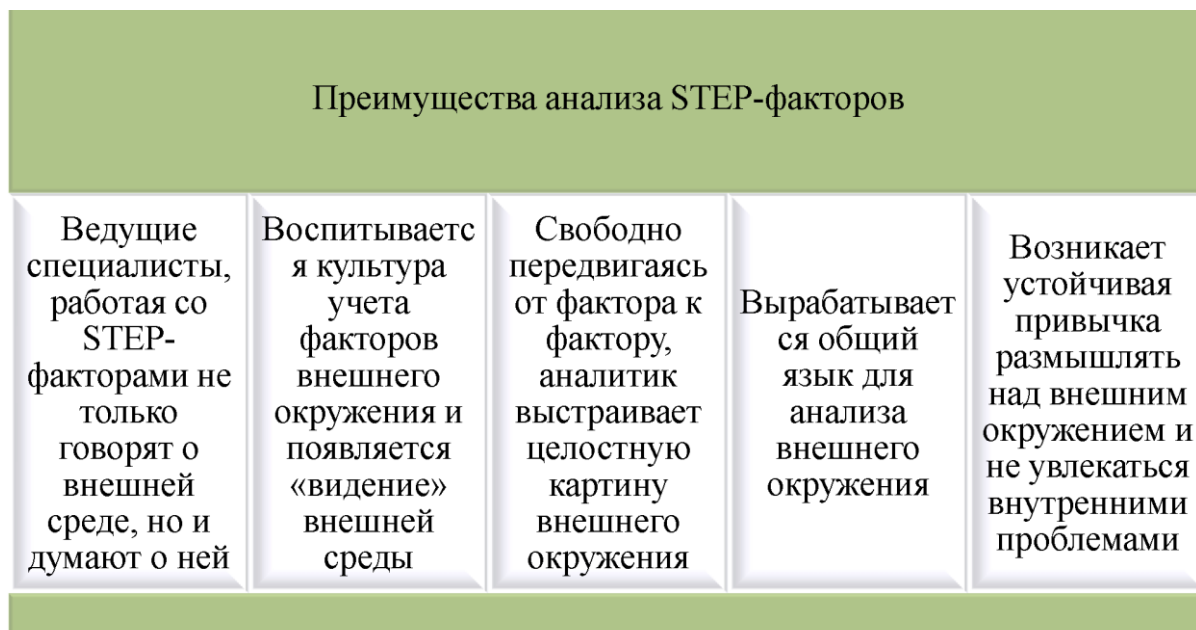 Преимущества анализа STEP-факторов
Ведущие
специалисты,
работая со
STEP-
факторами не
только
говорят о
внешней
среде, но и
думают о ней
Воспитываетс
я культура
учета
факторов
внешнего
окружения и
появляется
«видение»
внешней
среды
Свободно
передвигаясь
от фактора к
фактору,
аналитик
выстраивает
целостную
картину
внешнего
окружения
Вырабатывает
ся общий
язык для
анализа
внешнего
окружения
Возникает
устойчивая
привычка
размышлять
над внешним
окружением и
не увлекаться
внутренними
проблемами